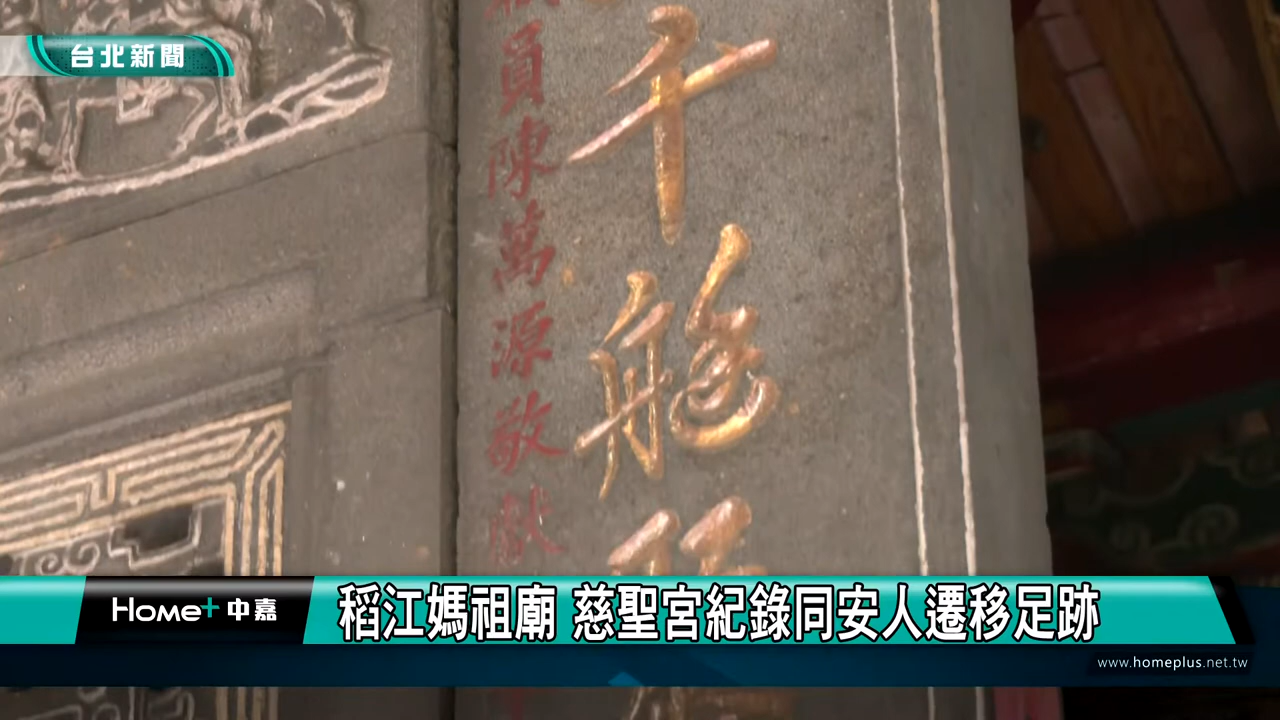 台北新聞
千艘
員陳萬源敬獻
Home+中嘉
稻江媽祖廟 慈聖宮紀錄同安人遷移足跡
www.homeplus.net.tw